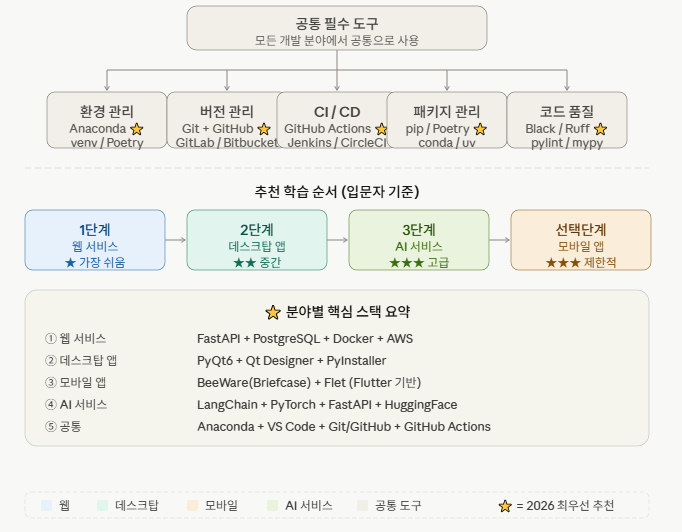 공통 필수 도구
모든 개발 분야에서 공통으로 사용
환경 관리
Anaconda ⭐
venv / Poetry
버전 관리
Git + GitHub ⭐
GitLab / Bitbucket
CI / CD
GitHub Actions ⭐
Jenkins / CircleCI
패키지 관리
pip / Poetry ⭐
conda / uv
코드 품질
Black / Ruff ⭐
pylint / mypy
추천 학습 순서 (입문자 기준)
1단계
웹 서비스
★ 가장 쉬움
2단계
데스크탑 앱
★★ 중간
3단계
AI 서비스
★★★ 고급
선택단계
모바일 앱
★★★ 제한적
⭐ 분야별 핵심 스택 요약
① 웹 서비스 FastAPI + PostgreSQL + Docker + AWS
② 데스크탑 앱 PyQt6 + Qt Designer + PyInstaller
③ 모바일 앱 BeeWare(Briefcase) + Flet (Flutter 기반)
④ AI 서비스 LangChain + PyTorch + FastAPI + HuggingFace
⑤ 공통 Anaconda + VS Code + Git/GitHub + GitHub Actions
웹 데스크탑 모바일 AI 서비스 공통 도구 ⭐ = 2026 최우선 추천